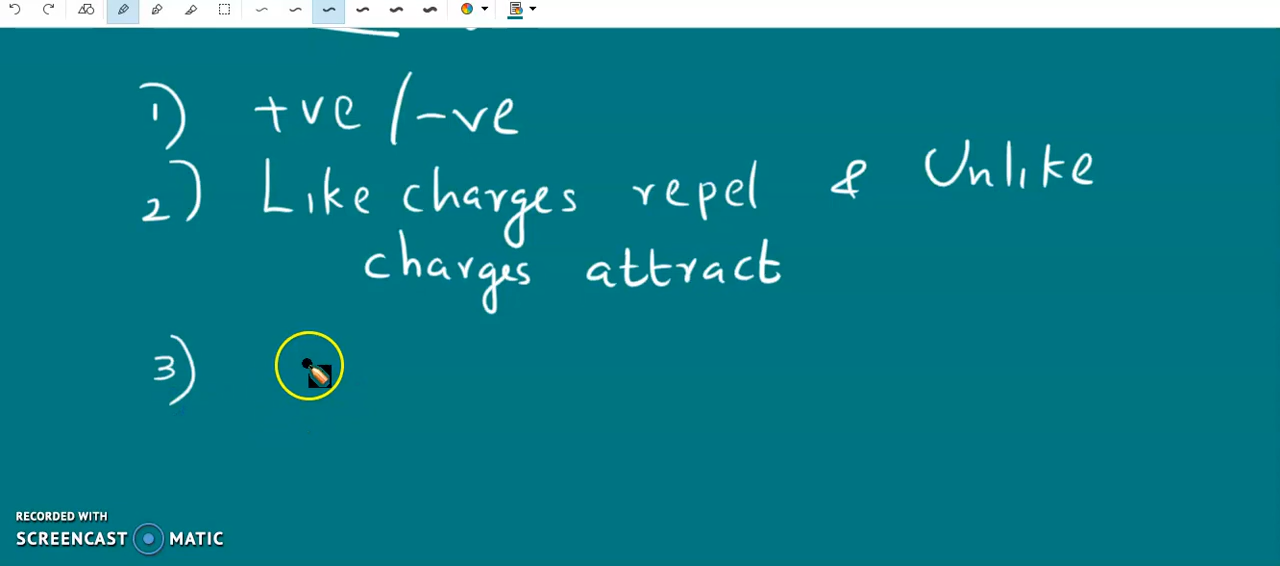 1) +ve / -ve
2) Like charges repel & Unlike
charges attract
3)
RECORDED WITH
SCREENCAST MATIC